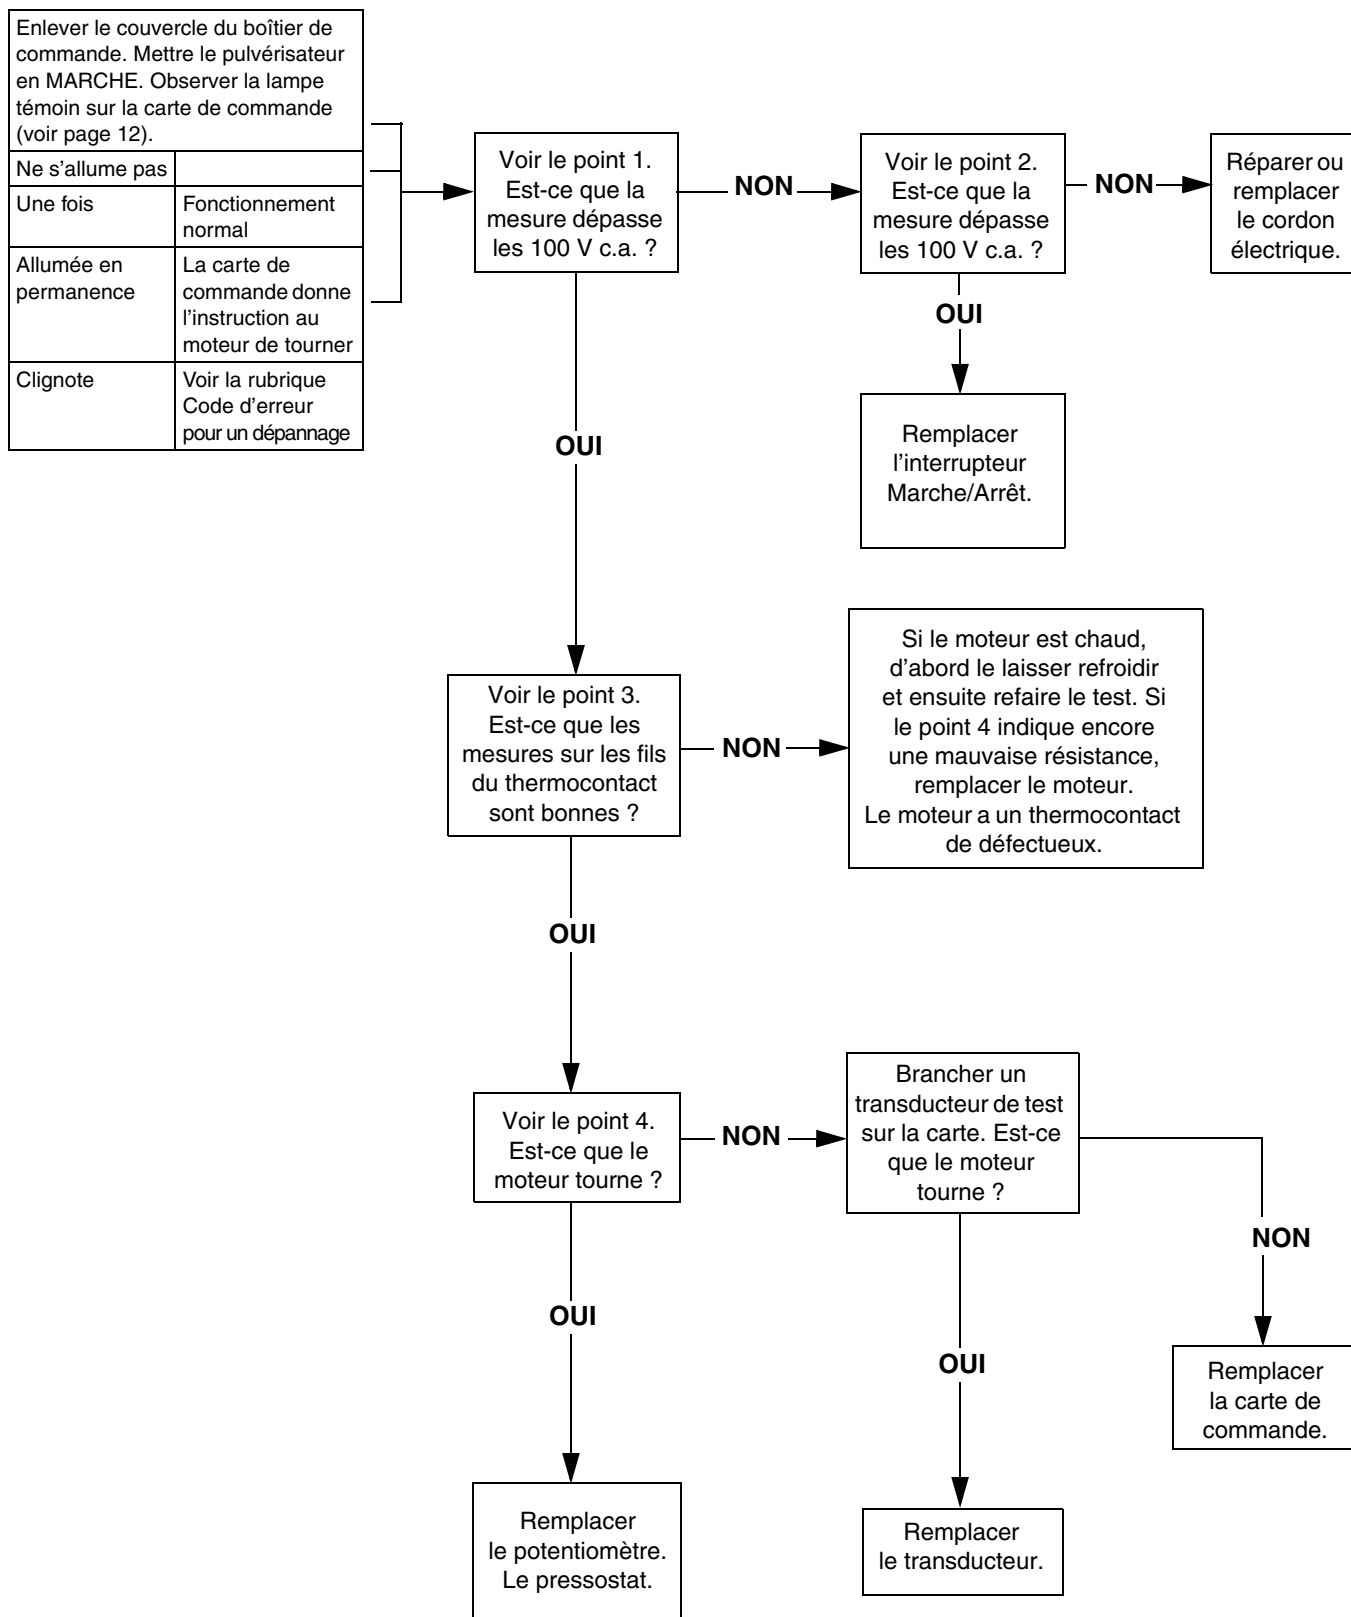 Enlever le couvercle du boîtier de
commande. Mettre le pulvérisateur
en MARCHE. Observer la lampe
témoin sur la carte de commande
(voir page 12).
Ne s'allume pas
Une fois
Fonctionnement
normal
Allumée en
permanence
La carte de
commande donne
l'instruction au
moteur de tourner
Clignote
Voir la rubrique
Code d'erreur
pour un dépannage
Voir le point 1.
Est-ce que la
mesure dépasse
les 100 V c.a. ?
NON
Voir le point 2.
Est-ce que la
mesure dépasse
les 100 V c.a. ?
NON
Réparer ou
remplacer
le cordon
électrique.
OUI
Remplacer
l'interrupteur
Marche/Arrêt.
OUI
Voir le point 3.
Est-ce que les
mesures sur les fils
du thermocontact
sont bonnes ?
NON
Si le moteur est chaud,
d'abord le laisser refroidir
et ensuite refaire le test. Si
le point 4 indique encore
une mauvaise résistance,
remplacer le moteur.
Le moteur a un thermocontact
de défectueux.
OUI
Voir le point 4.
Est-ce que le
moteur tourne ?
NON
Brancher un
transducteur de test
sur la carte. Est-ce
que le moteur
tourne ?
NON
Remplacer
la carte de
commande.
OUI
Remplacer
le transducteur.
OUI
Remplacer
le potentiomètre.
Le pressostat.